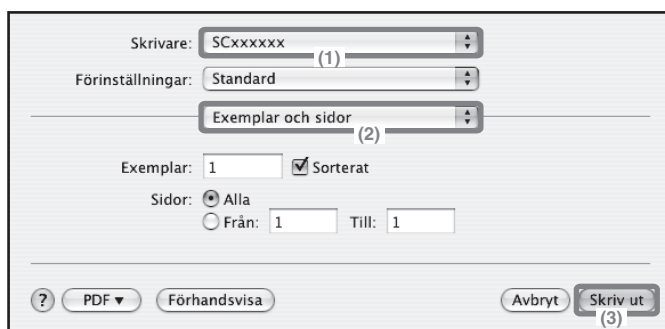 Skrivare: SCxxxxxx
(1)
Förinställningar: Standard
Exemplar och sidor
(2)
Exemplar: 1 Sorterat
Sidor: Alla
Från: 1 Till: 1
? PDF ▼ Förhandsvisa Avbryt Skriv ut
(3)